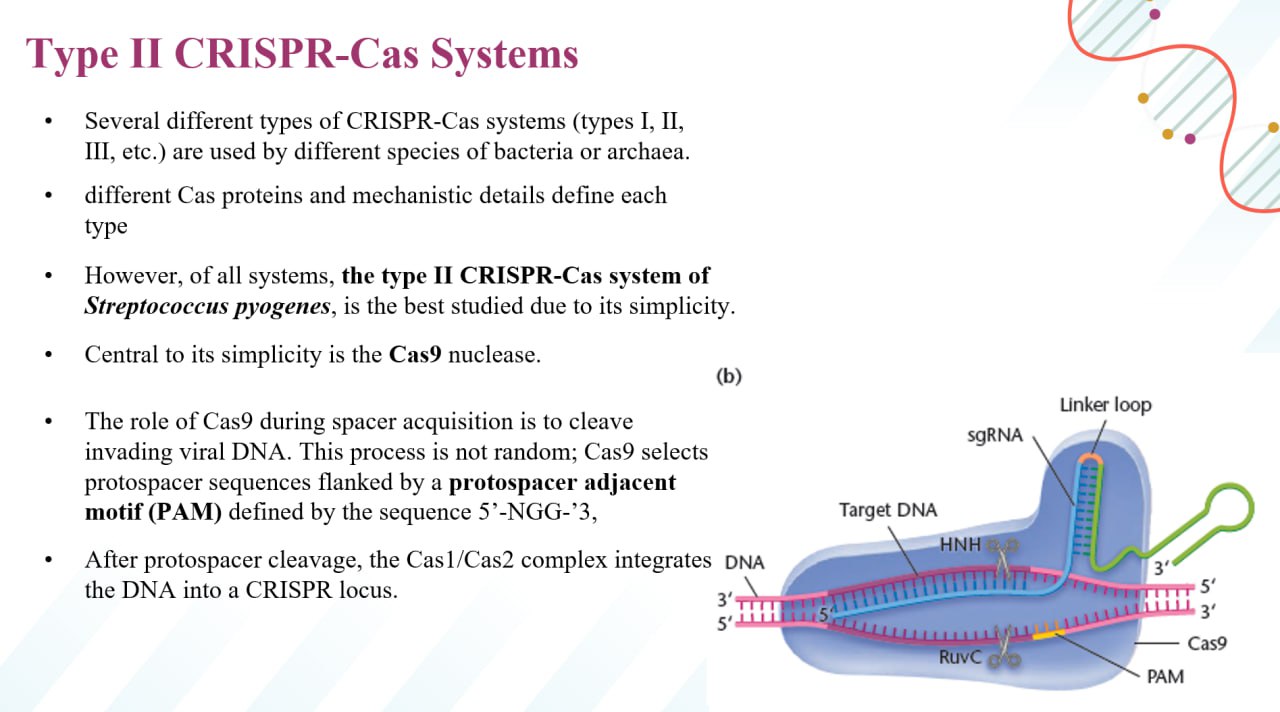 Type II CRISPR-Cas Systems
• Several different types of CRISPR-Cas systems (types I, II,
III, etc.) are used by different species of bacteria or archaea.
• different Cas proteins and mechanistic details define each
type
• However, of all systems, the type II CRISPR-Cas system of
Streptococcus pyogenes, is the best studied due to its simplicity.
• Central to its simplicity is the Cas9 nuclease.
• The role of Cas9 during spacer acquisition is to cleave
invading viral DNA. This process is not random; Cas9 selects
protospacer sequences flanked by a protospacer adjacent
motif (PAM) defined by the sequence 5’-NGG-’3,
• After protospacer cleavage, the Cas1/Cas2 complex integrates
the DNA into a CRISPR locus.
(b)
Linker loop
sgRNA
Target DNA
HNH
DNA
3′
5′
3′
5′
3′
5′
5′
RuvC
Cas9
PAM